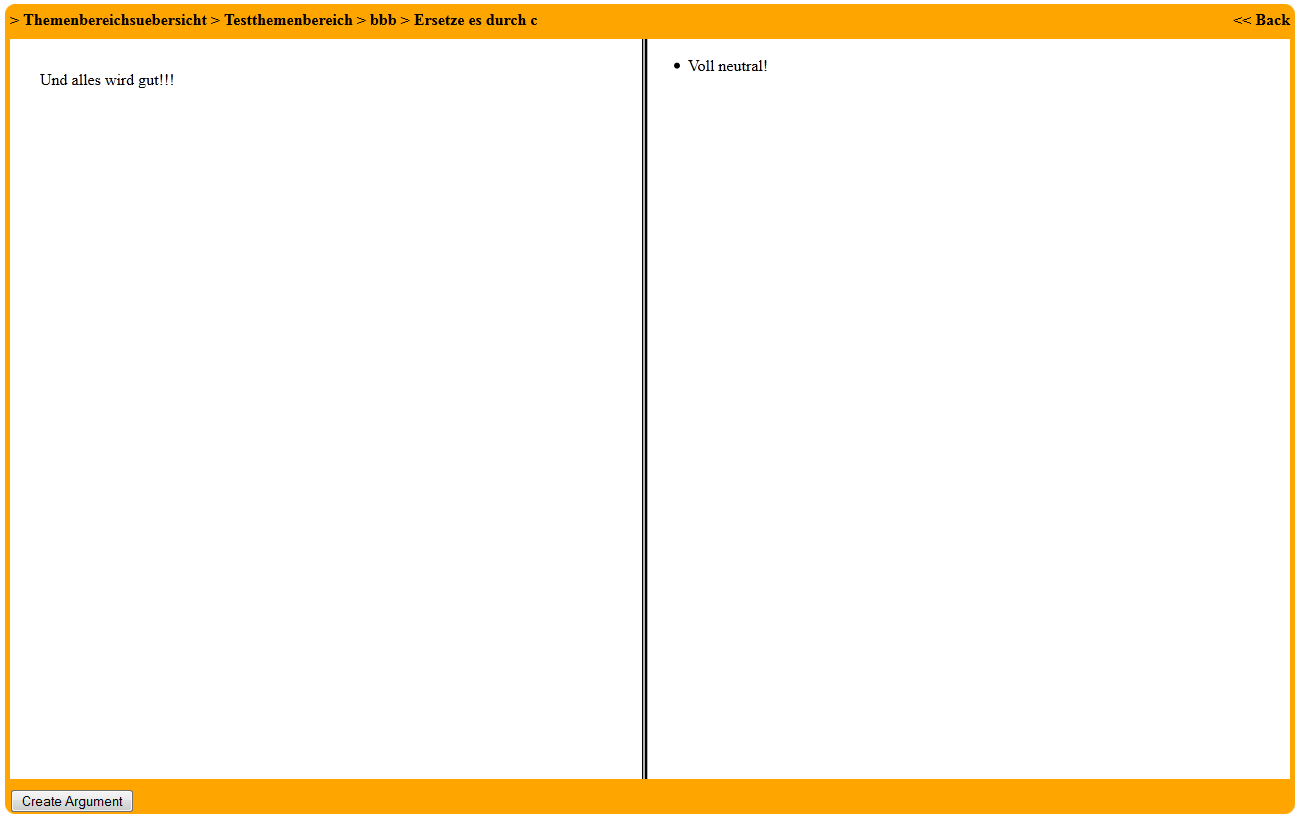 > Themenbereichsuebersicht > Testthemenbereich > bbb > Ersetze es durch c
<< Back
Und alles wird gut!!!
Voll neutral!
Create Argument